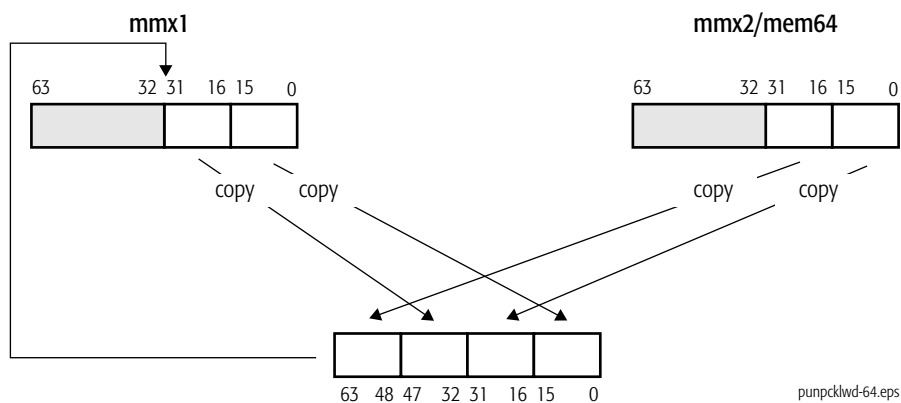 mmx1 mmx2/mem64
63 32 31 16 15 0 63 32 31 16 15 0
copy copy copy copy
63 48 47 32 31 16 15 0
punpcklwd-64.eps